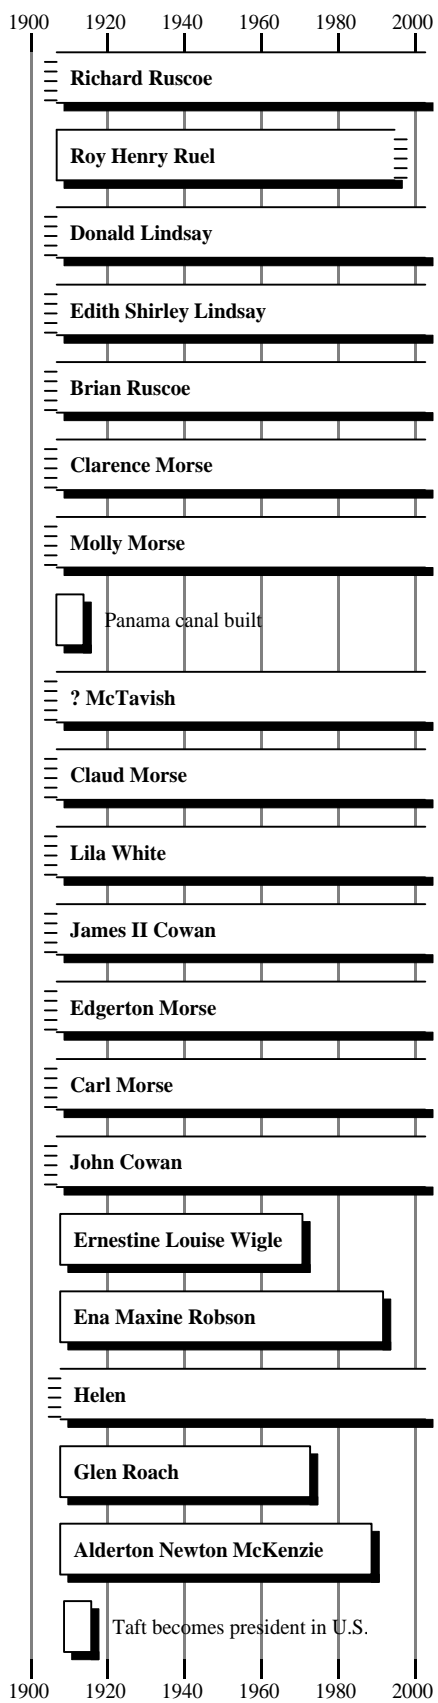 1900 1920 1940 1960 1980 2000
Richard Ruscoe
Roy Henry Ruel
Donald Lindsay
Edith Shirley Lindsay
Brian Ruscoe
Clarence Morse
Molly Morse
Panama canal built
? McTavish
Claud Morse
Lila White
James II Cowan
Edgerton Morse
Carl Morse
John Cowan
Ernestine Louise Wigle
Ena Maxine Robson
Helen
Glen Roach
Alderton Newton McKenzie
Taft becomes president in U.S.
1900 1920 1940 1960 1980 2000